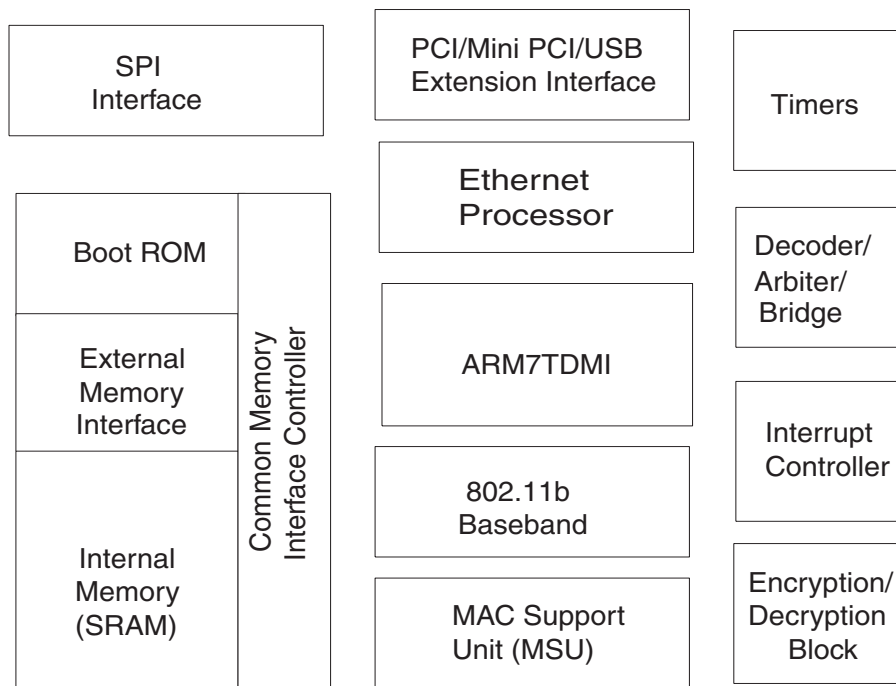 SPI
Interface
Boot ROM
External
Memory
Interface
Internal
Memory
(SRAM)
Common Memory
Interface Controller
PCI/Mini PCI/USB
Extension Interface
Ethernet
Processor
ARM7TDMI
802.11b
Baseband
MAC Support
Unit (MSU)
Timers
Decoder/
Arbiter/
Bridge
Interrupt
Controller
Encryption/
Decryption
Block